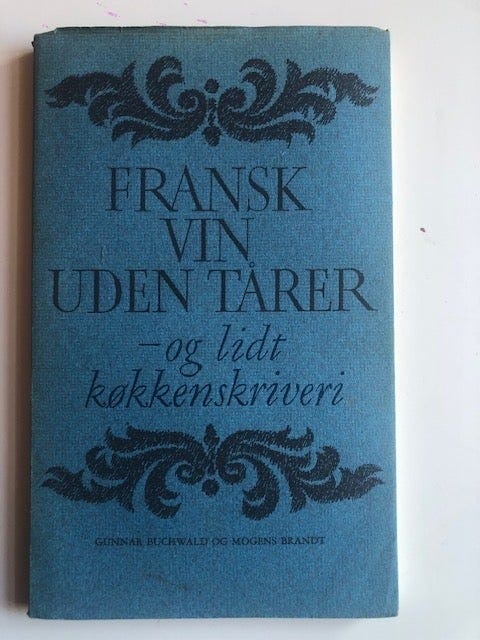 FRANSK
VIN
UDEN TÅRER
– og lidt
køkkenskriveri
GUNNAR BUCHWALD OG MOGENS BRANDT